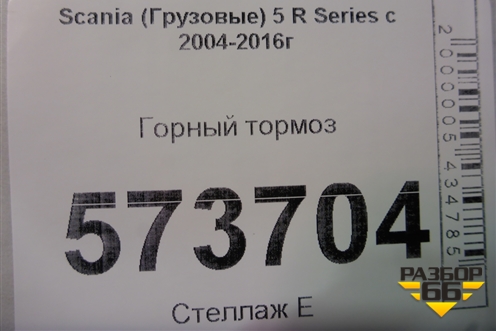 Scania (Грузовые) 5 R Series с
2004-2016г
Горный тормоз
573704
Стеллаж Е
2000005434785
РАЗБОР
66